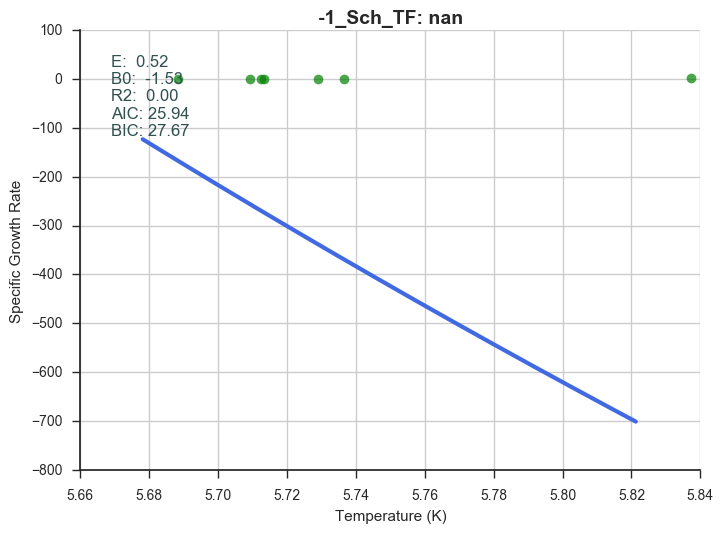 -1_Sch_TF: nan
E:  0.52
B0:  -1.53
R2:  0.00
AIC: 25.94
BIC: 27.67
Specific Growth Rate
100
0
−100
−200
−300
−400
−500
−600
−700
−800
5.66 5.68 5.70 5.72 5.74 5.76 5.78 5.80 5.82 5.84
Temperature (K)